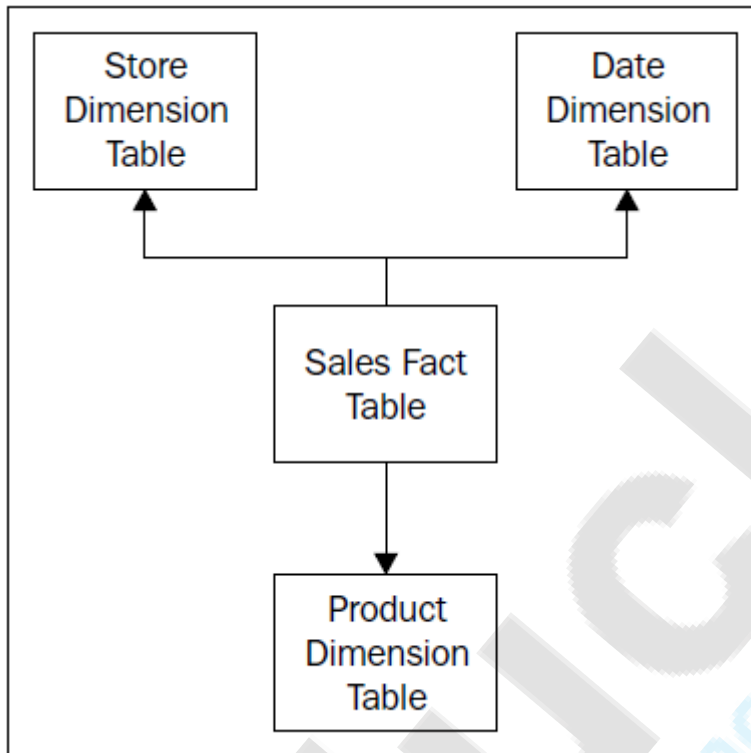 Store
Dimension
Table
Date
Dimension
Table
Sales Fact
Table
Product
Dimension
Table